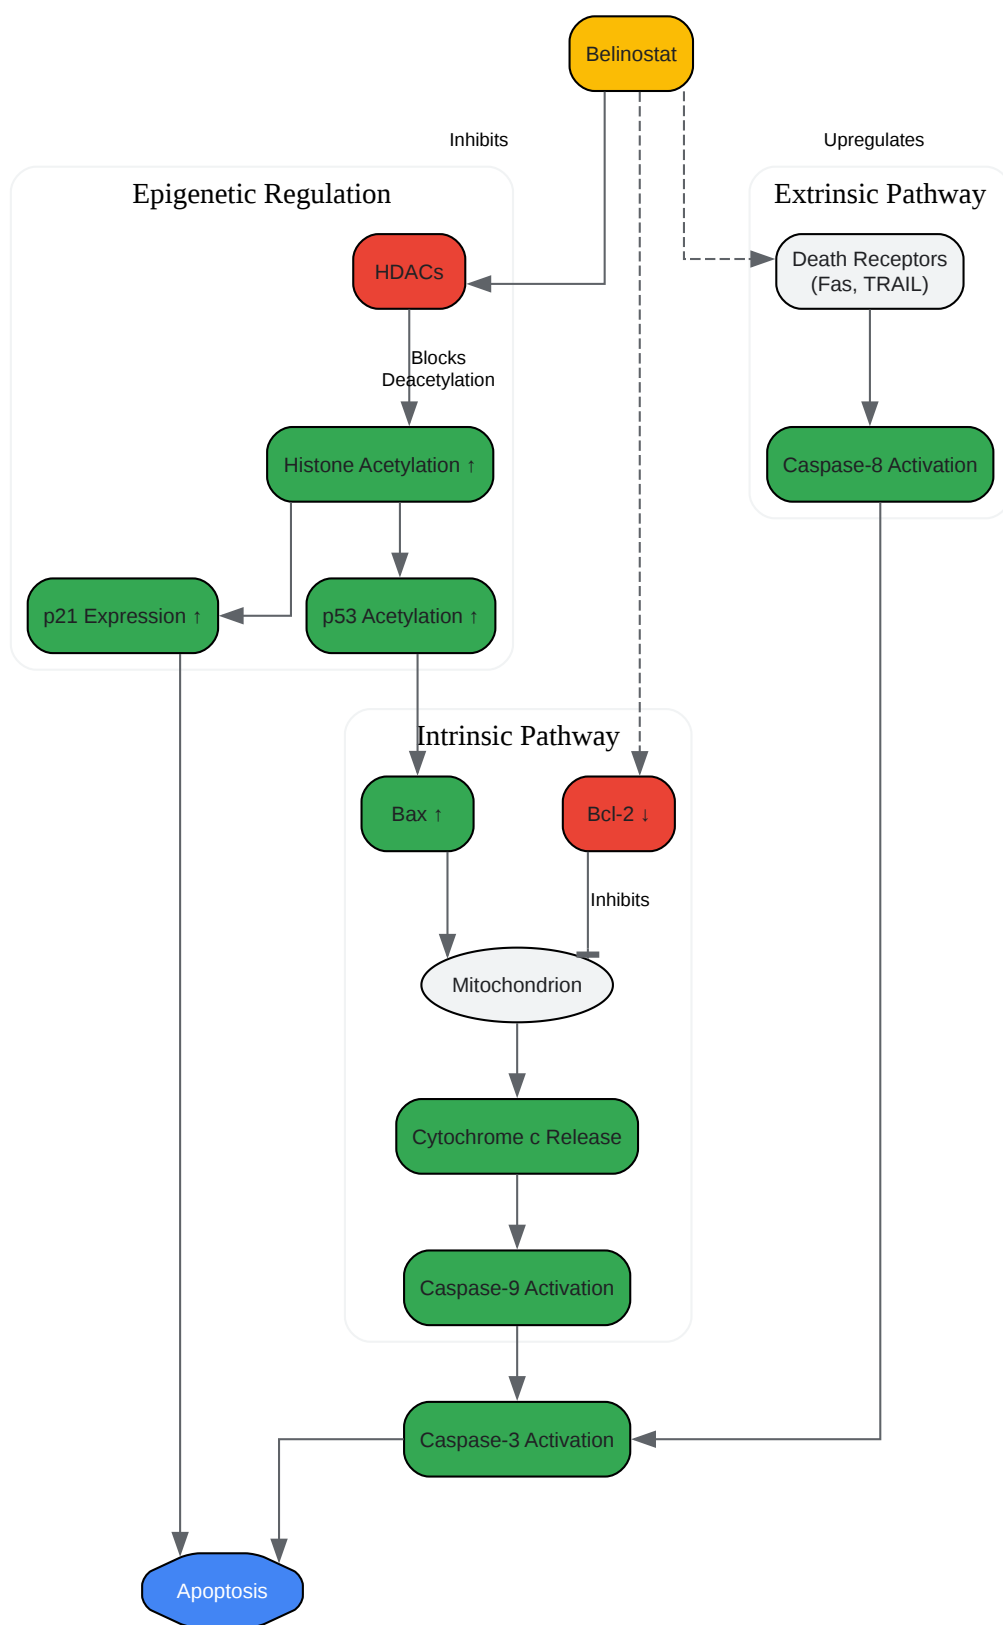 Belinostat
Inhibits
Upregulates
Epigenetic Regulation
Extrinsic Pathway
HDACs
Death Receptors
(Fas, TRAIL)
Blocks
Deacetylation
Histone Acetylation ↑
Caspase-8 Activation
p21 Expression ↑
p53 Acetylation ↑
Intrinsic Pathway
Bax ↑
Bcl-2 ↓
Inhibits
Mitochondrion
Cytochrome c Release
Caspase-9 Activation
Caspase-3 Activation
Apoptosis